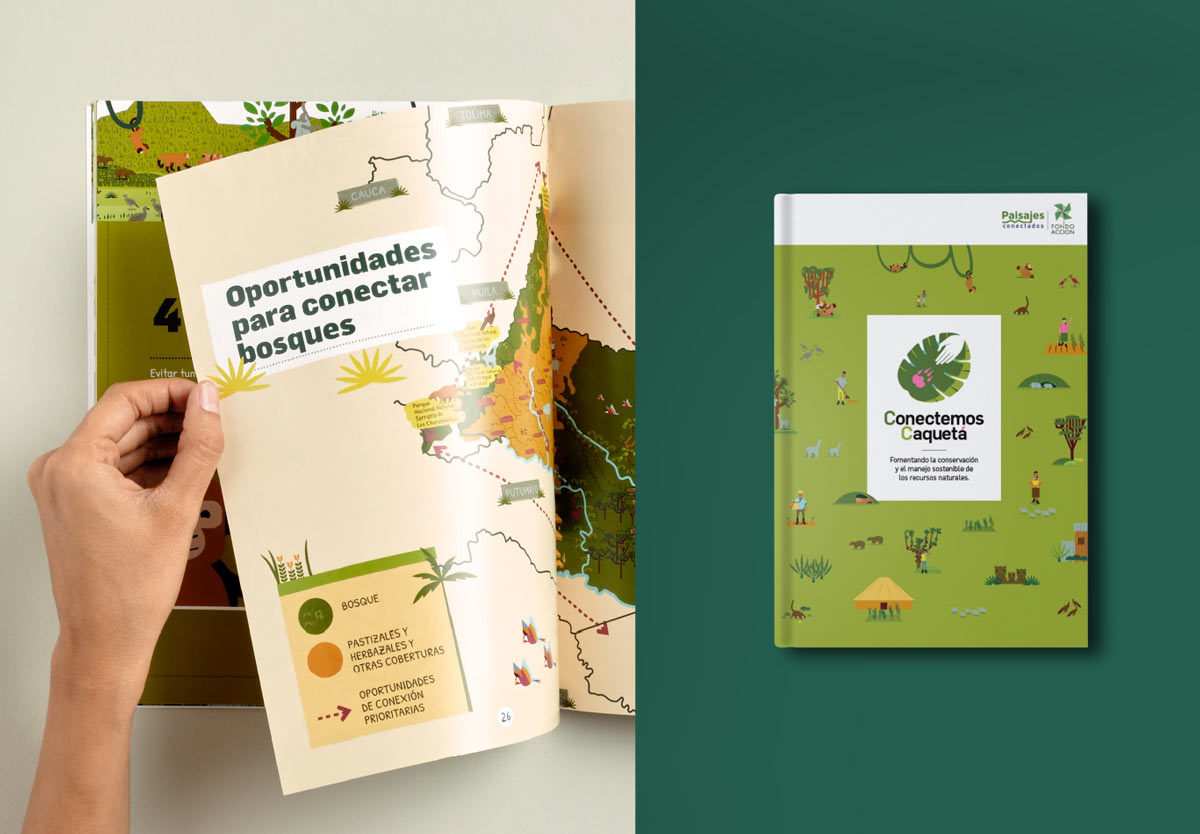 TOLIMA
CAUCA
Oportunidades
para conectar
bosques
HUILA
4
Evitar
Parque
Nacional Natural
Serranía de
Los Churumbelos
PUTUMAYO
BOSQUE
PASTIZALES Y
HERBAZALES Y
OTRAS COBERTURAS
OPORTUNIDADES
DE CONEXIÓN
PRIORITARIAS
26
Paisajes
conectados
FONDO
ACCIÓN
Conectemos
Caquetá
Fomentando la conservación
y el manejo sostenible de
los recursos naturales.